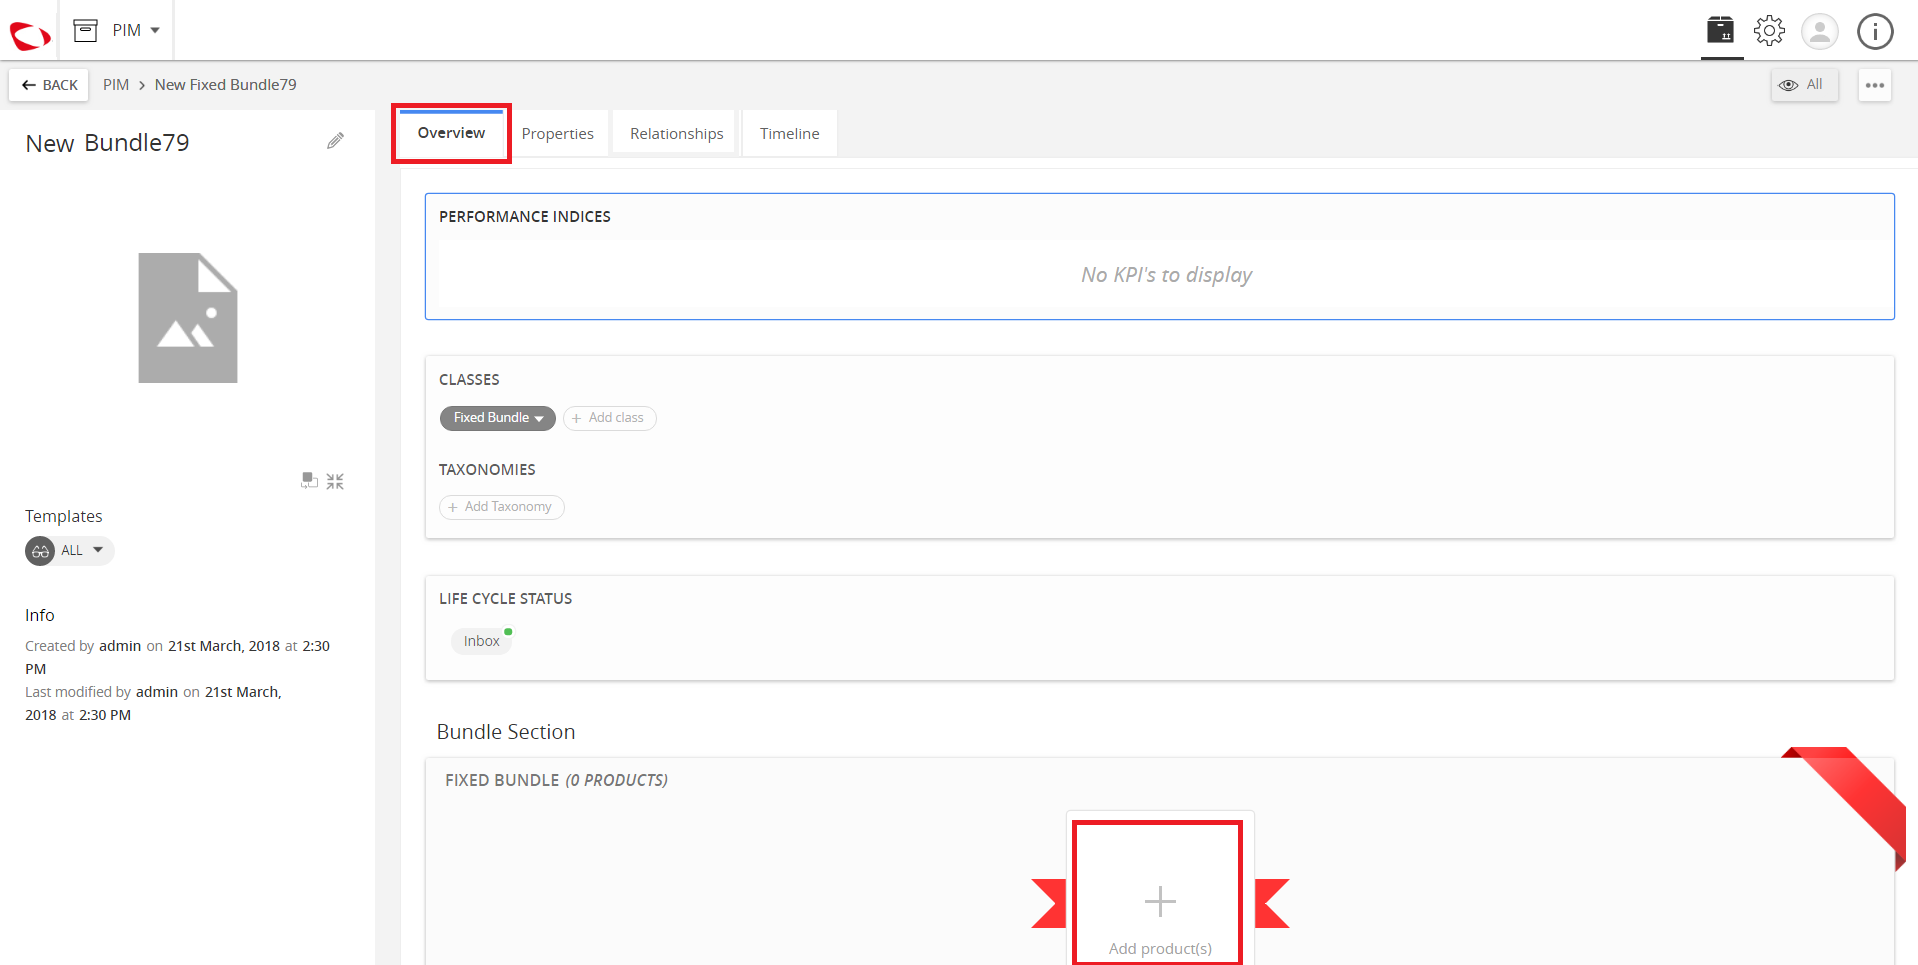 PIM
BACK
PIM > New Fixed Bundle79
All
New Bundle79
Overview
Properties
Relationships
Timeline
PERFORMANCE INDICES
No KPI's to display
CLASSES
Fixed Bundle
+ Add class
TAXONOMIES
+ Add Taxonomy
Templates
ALL
Info
Created by admin on 21st March, 2018 at 2:30
PM
Last modified by admin on 21st March,
2018 at 2:30 PM
LIFE CYCLE STATUS
Inbox
Bundle Section
FIXED BUNDLE (0 PRODUCTS)
Add product(s)